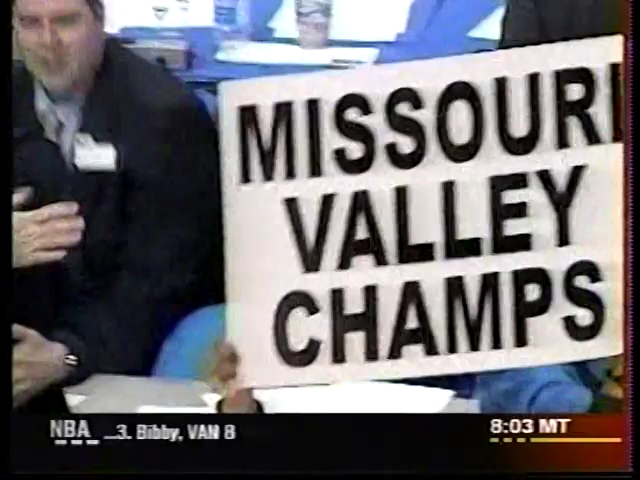 MISSOURI
VALLEY
CHAMPS
NBA ...3. Bibby, VAN 8
8:03 MT